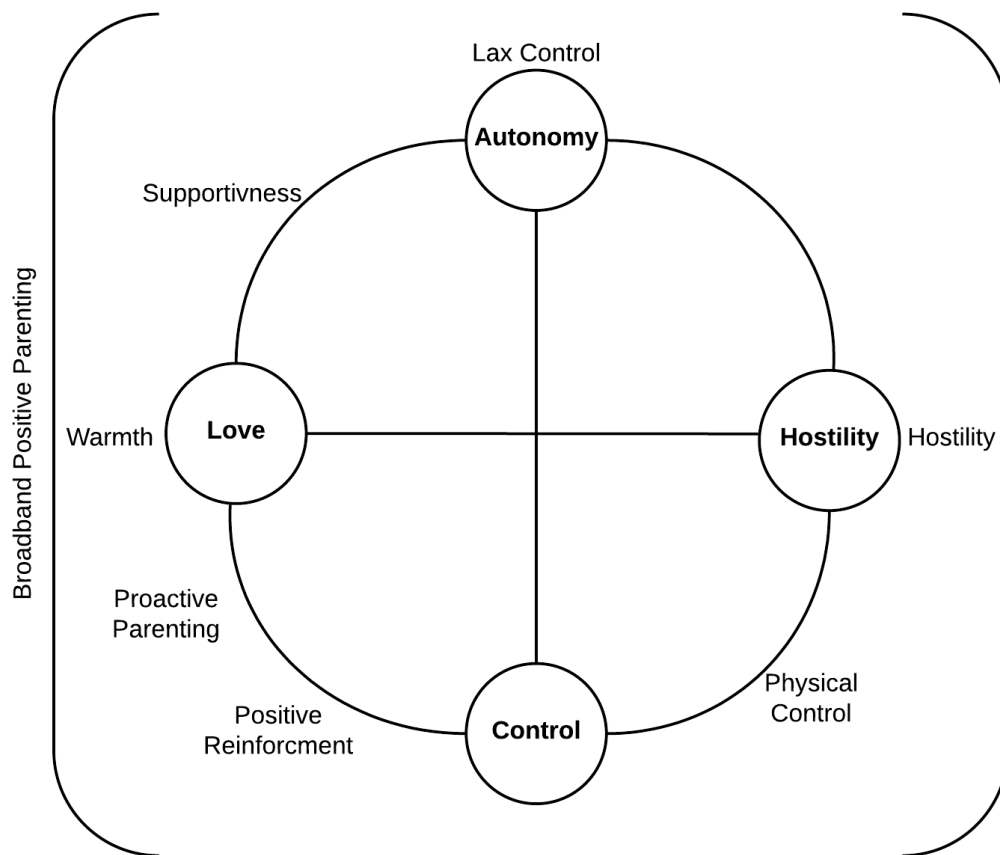 Lax Control
Autonomy
Supportivness
Broadband Positive Parenting
Warmth
Love
Hostility
Hostility
Proactive
Parenting
Positive
Reinforcment
Control
Physical
Control